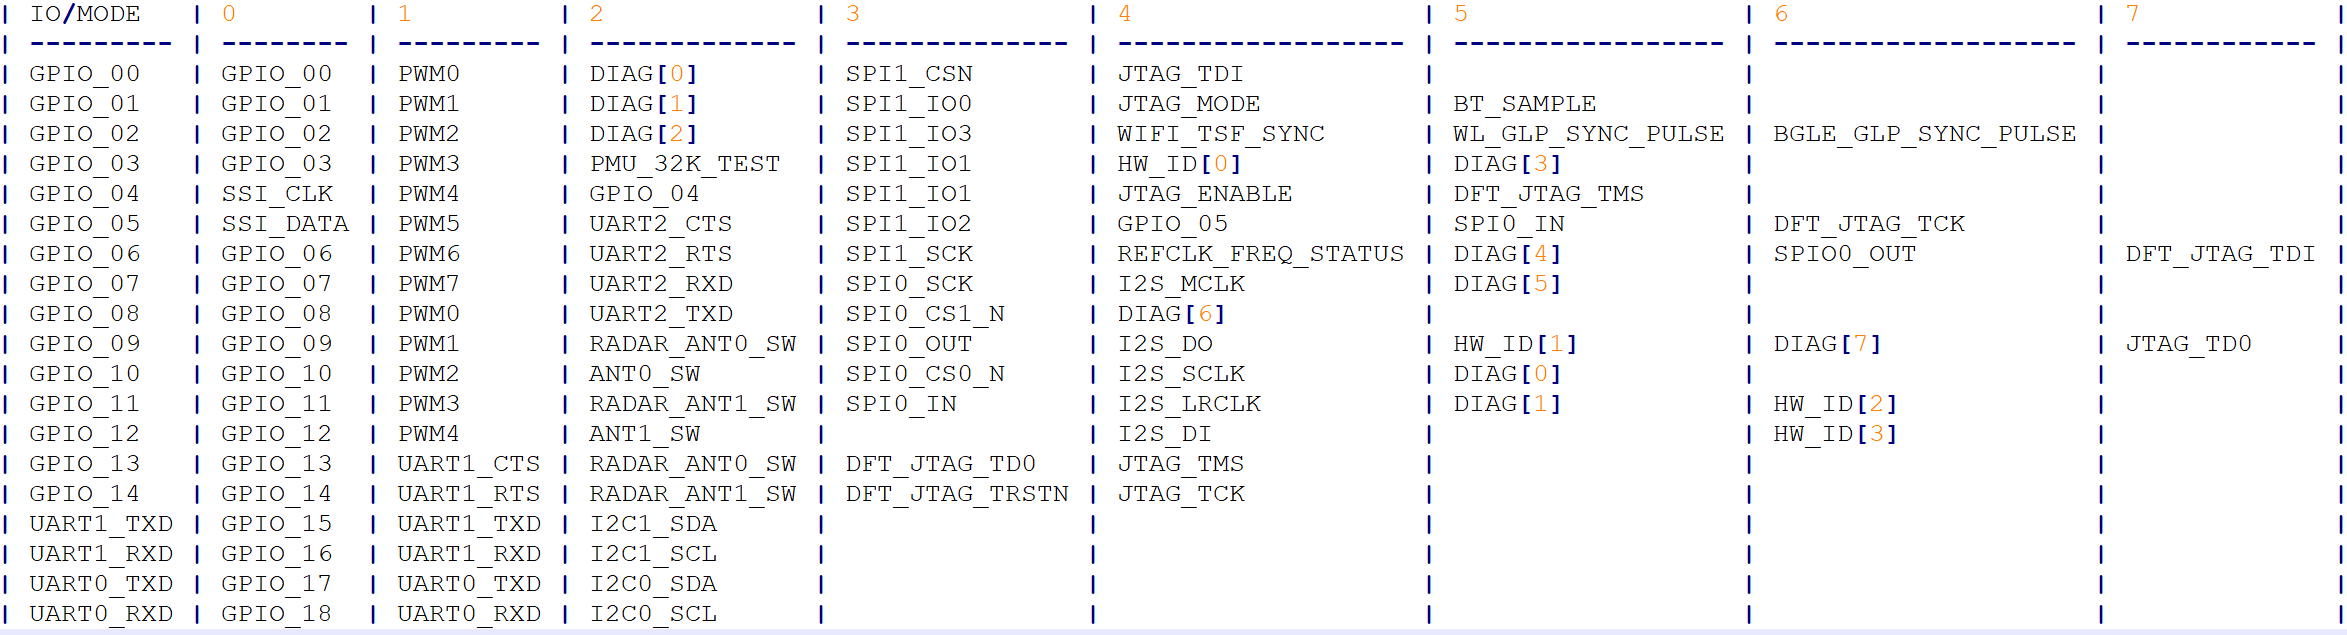 | IO/MODE | 0 | 1 | 2 | 3 | 4 | 5 | 6 | 7 |
| --------- | -------- | --------- | ------------- | -------------- | ------------------ | ----------------- | ------------------- | ------------ |
| GPIO_00 | GPIO_00 | PWM0 | DIAG[0] | SPI1_CSN | JTAG_TDI | | | |
| GPIO_01 | GPIO_01 | PWM1 | DIAG[1] | SPI1_IO0 | JTAG_MODE | BT_SAMPLE | | |
| GPIO_02 | GPIO_02 | PWM2 | DIAG[2] | SPI1_IO3 | WIFI_TSF_SYNC | WL_GLP_SYNC_PULSE | BGLE_GLP_SYNC_PULSE | |
| GPIO_03 | GPIO_03 | PWM3 | PMU_32K_TEST | SPI1_IO1 | HW_ID[0] | DIAG[3] | | |
| GPIO_04 | SSI_CLK | PWM4 | GPIO_04 | SPI1_IO1 | JTAG_ENABLE | DFT_JTAG_TMS | | |
| GPIO_05 | SSI_DATA | PWM5 | UART2_CTS | SPI1_IO2 | GPIO_05 | SPI0_IN | DFT_JTAG_TCK | |
| GPIO_06 | GPIO_06 | PWM6 | UART2_RTS | SPI1_SCK | REFCLK_FREQ_STATUS | DIAG[4] | SPIO0_OUT | DFT_JTAG_TDI |
| GPIO_07 | GPIO_07 | PWM7 | UART2_RXD | SPI0_SCK | I2S_MCLK | DIAG[5] | | |
| GPIO_08 | GPIO_08 | PWM0 | UART2_TXD | SPI0_CS1_N | DIAG[6] | | | |
| GPIO_09 | GPIO_09 | PWM1 | RADAR_ANT0_SW | SPI0_OUT | I2S_DO | HW_ID[1] | DIAG[7] | JTAG_TD0 |
| GPIO_10 | GPIO_10 | PWM2 | ANT0_SW | SPI0_CS0_N | I2S_SCLK | DIAG[0] | | |
| GPIO_11 | GPIO_11 | PWM3 | RADAR_ANT1_SW | SPI0_IN | I2S_LRCLK | DIAG[1] | HW_ID[2] | |
| GPIO_12 | GPIO_12 | PWM4 | ANT1_SW | | I2S_DI | | HW_ID[3] | |
| GPIO_13 | GPIO_13 | UART1_CTS | RADAR_ANT0_SW | DFT_JTAG_TD0 | JTAG_TMS | | | |
| GPIO_14 | GPIO_14 | UART1_RTS | RADAR_ANT1_SW | DFT_JTAG_TRSTN | JTAG_TCK | | | |
| UART1_TXD | GPIO_15 | UART1_TXD | I2C1_SDA | | | | | |
| UART1_RXD | GPIO_16 | UART1_RXD | I2C1_SCL | | | | | |
| UART0_TXD | GPIO_17 | UART0_TXD | I2C0_SDA | | | | | |
| UART0_RXD | GPIO_18 | UART0_RXD | I2C0_SCL | | | | | |